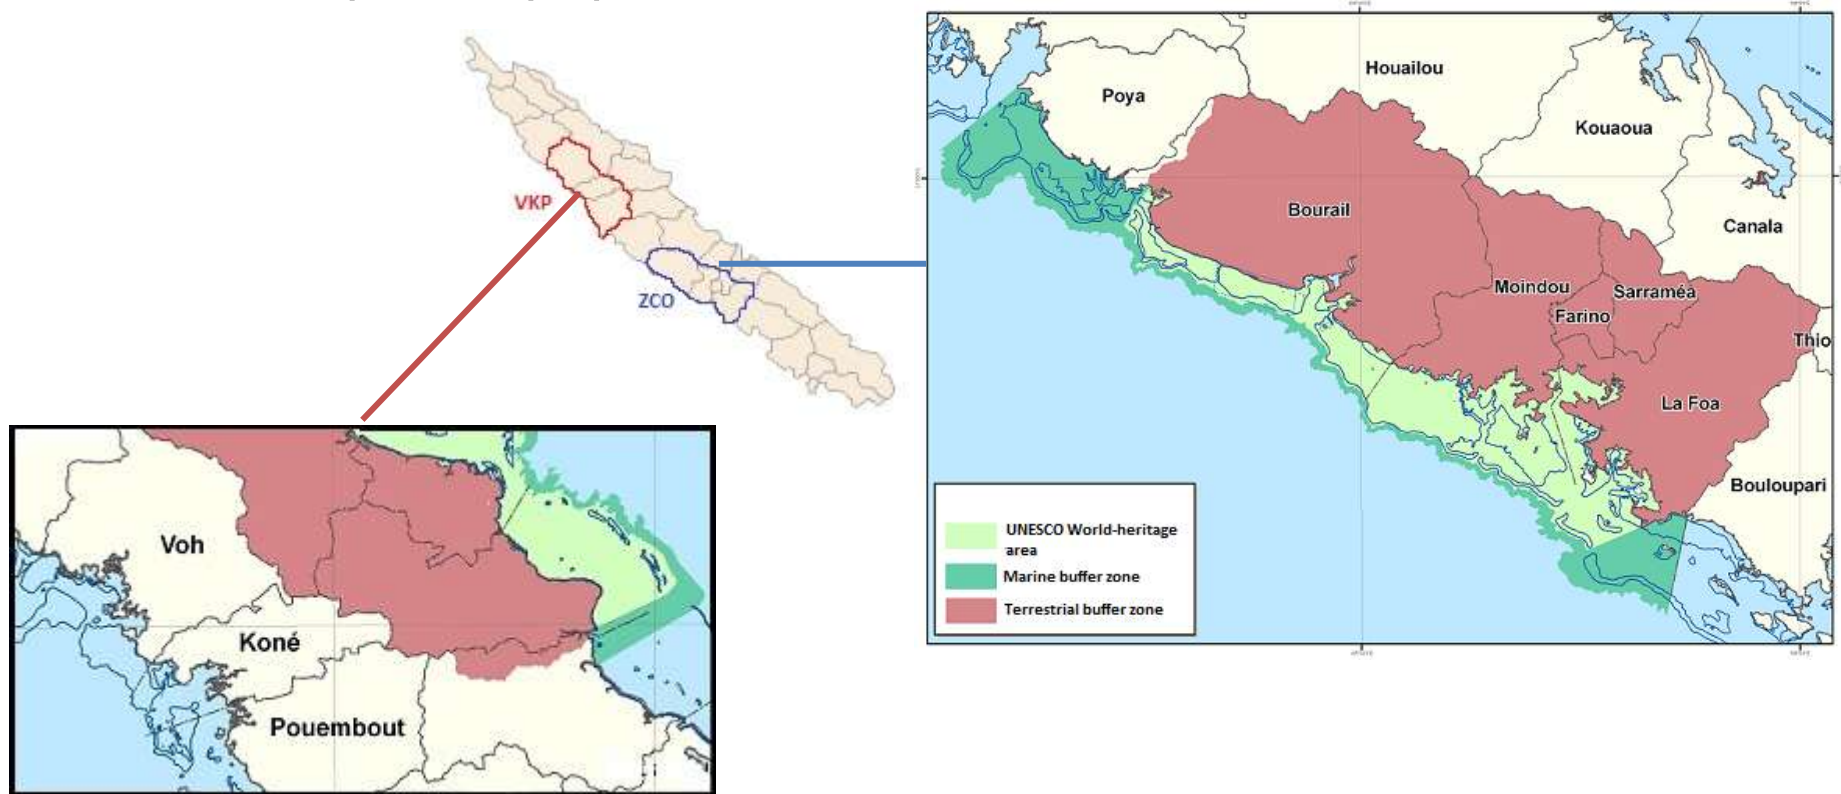 VKP
ZCO
Houailou
Poya
Kouaoua
Bourail
Canala
Moindou
Sarraméa
Farino
Thio
La Foa
Bouloupari
UNESCO World-heritage
area
Marine buffer zone
Terrestrial buffer zone
Voh
Koné
Pouembout